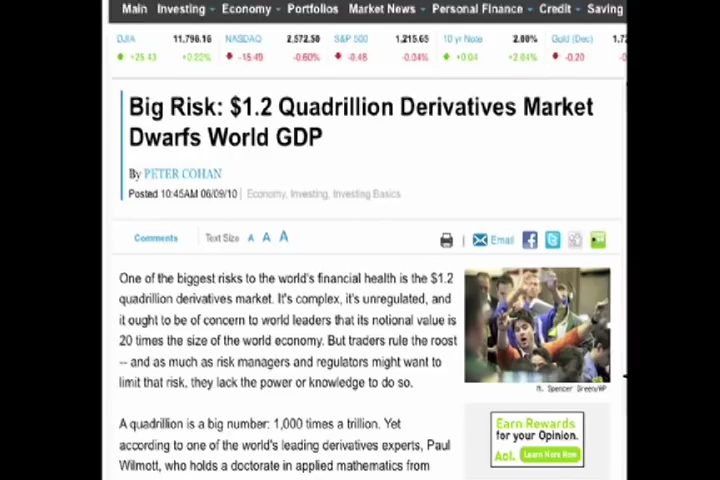 Main Investing Economy Portfolios Market News Personal Finance Credit Saving
DJIA 11,796.16 NASDAQ 2,572.50 S&P 500 1,215.65 10 yr Note 2.00% Gold (Dec)
+25.43 +0.22% -15.49 -0.60% -0.46 -0.04% +0.04 +2.04% -0.20
Big Risk: $1.2 Quadrillion Derivatives Market
Dwarfs World GDP
By PETER COHAN
Posted 10:45AM 06/09/10 Economy, Investing, Investing Basics
Comments Text Size A A A Email
One of the biggest risks to the world's financial health is the $1.2
quadrillion derivatives market. It's complex, it's unregulated, and
it ought to be of concern to world leaders that its notional value is
20 times the size of the world economy. But traders rule the roost
-- and as much as risk managers and regulators might want to
limit that risk, they lack the power or knowledge to do so.
M. Spencer Green/AP
A quadrillion is a big number: 1,000 times a trillion. Yet
according to one of the world's leading derivatives experts, Paul
Wilmott, who holds a doctorate in applied mathematics from
Earn Rewards
for your Opinion.
Aol. Learn More Now